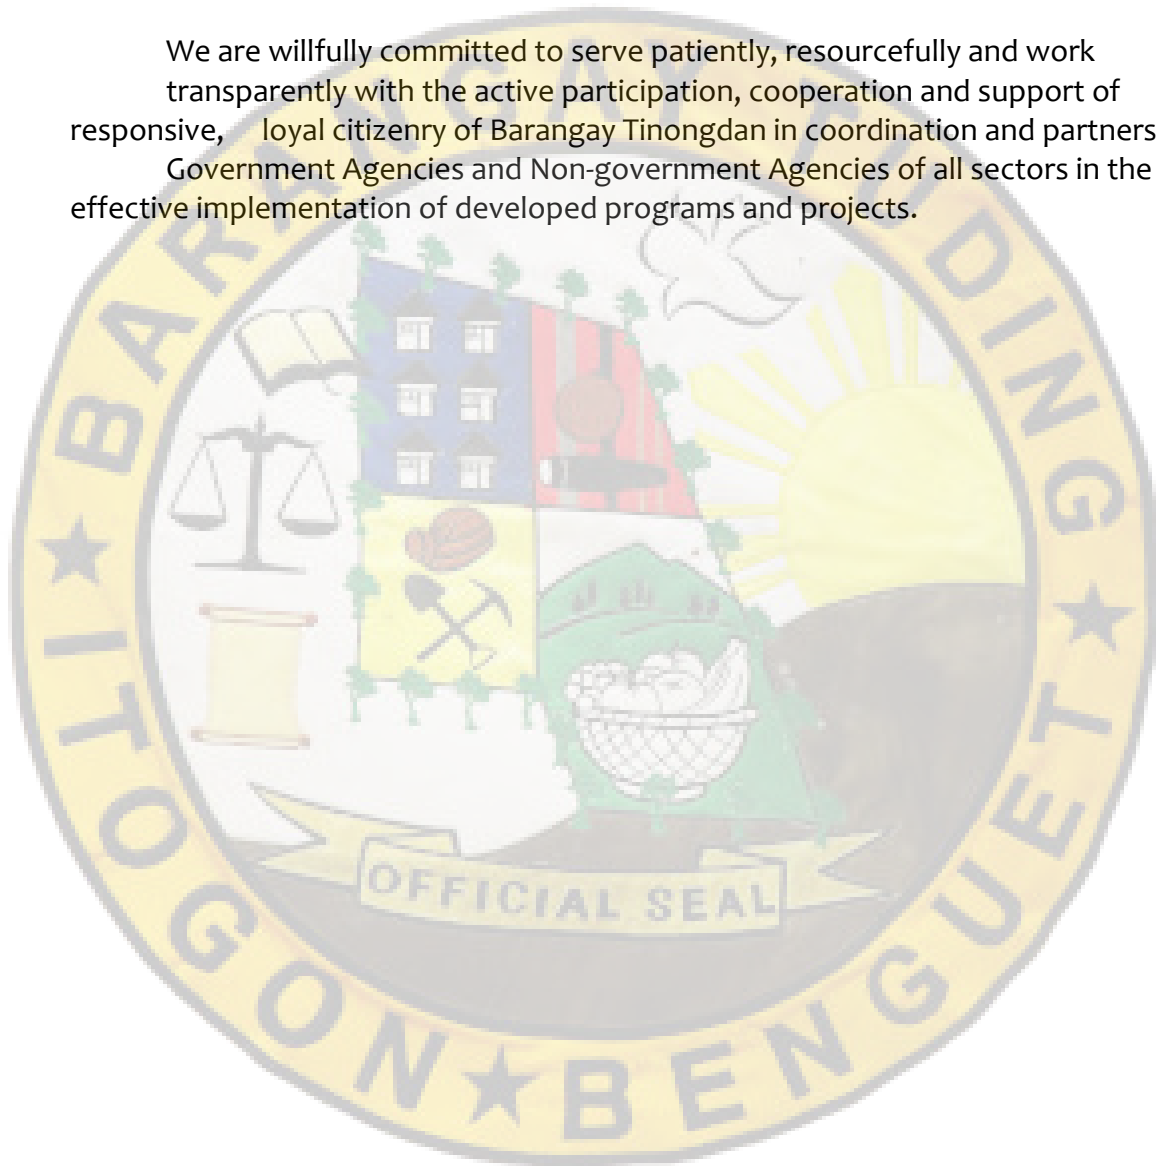 We are willfully committed to serve patiently, resourcefully and work
transparently with the active participation, cooperation and support of
responsive, loyal citizenry of Barangay Tinongdan in coordination and partners
Government Agencies and Non-government Agencies of all sectors in the
effective implementation of developed programs and projects.
BARANGAY TUDING
OFFICIAL SEAL
ITOGON ★ BENGUET